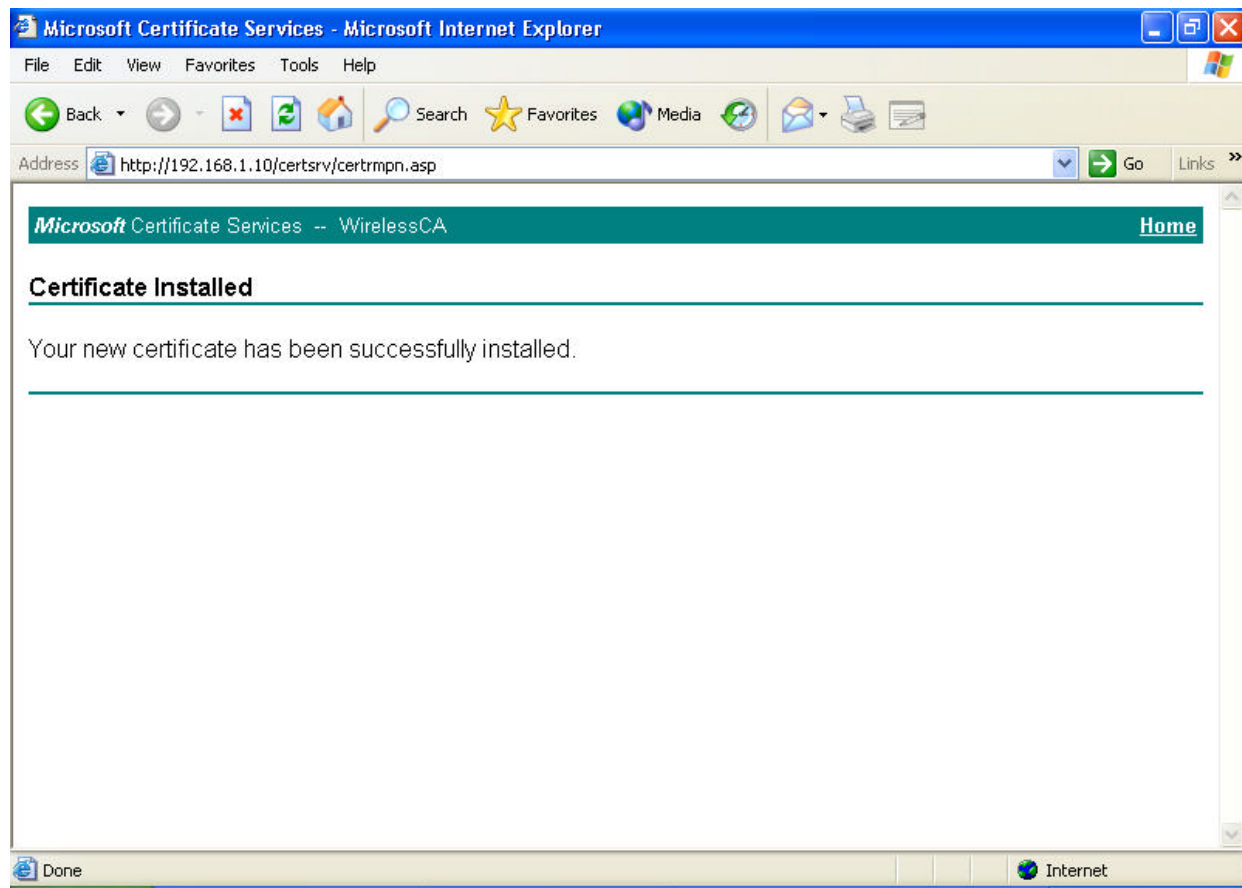 Microsoft Certificate Services - Microsoft Internet Explorer
File Edit View Favorites Tools Help
Back Search Favorites Media
Address http://192.168.1.10/certsrv/certrmpn.asp Go Links »
Microsoft Certificate Services -- WirelessCA Home
Certificate Installed
Your new certificate has been successfully installed.
Done Internet